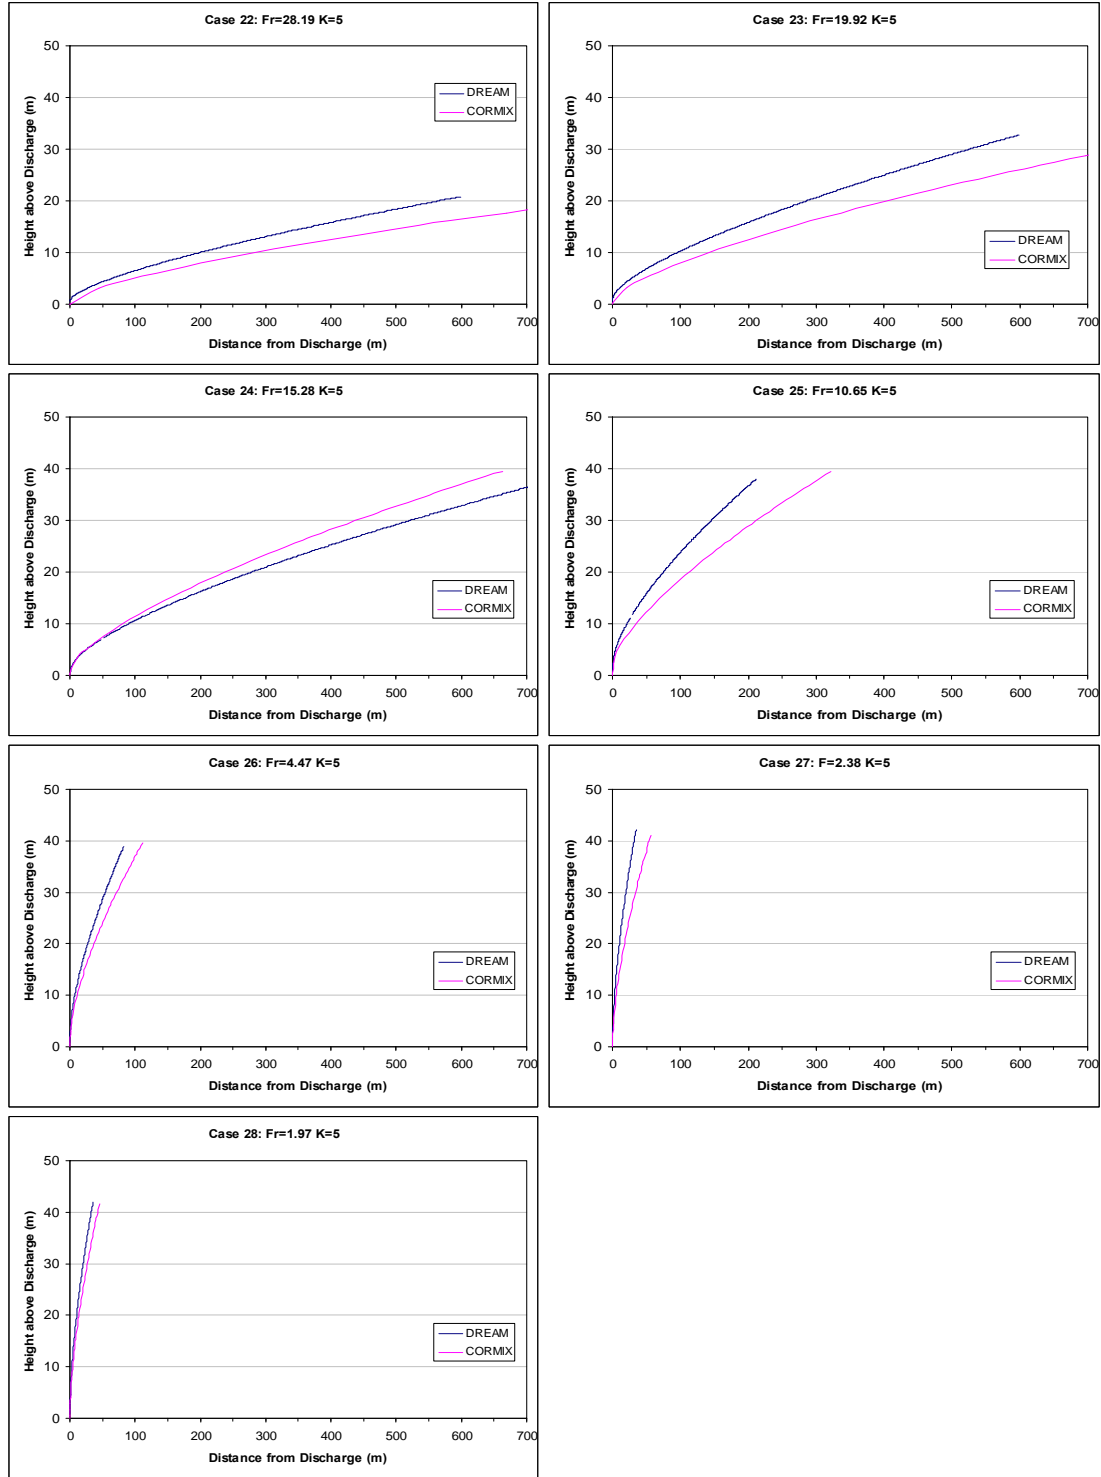 Case 22: Fr=28.19 K=5
50
40
30
20
10
0
Height above Discharge (m)
DREAM
CORMIX
0 100 200 300 400 500 600 700
Distance from Discharge (m)
Case 23: Fr=19.92 K=5
50
40
30
20
10
0
Height above Discharge (m)
DREAM
CORMIX
0 100 200 300 400 500 600 700
Distance from Discharge (m)
Case 24: Fr=15.28 K=5
50
40
30
20
10
0
Height above Discharge (m)
DREAM
CORMIX
0 100 200 300 400 500 600 700
Distance from Discharge (m)
Case 25: Fr=10.65 K=5
50
40
30
20
10
0
Height above Discharge (m)
DREAM
CORMIX
0 100 200 300 400 500 600 700
Distance from Discharge (m)
Case 26: Fr=4.47 K=5
50
40
30
20
10
0
Height above Discharge (m)
DREAM
CORMIX
0 100 200 300 400 500 600 700
Distance from Discharge (m)
Case 27: F=2.38 K=5
50
40
30
20
10
0
Height above Discharge (m)
DREAM
CORMIX
0 100 200 300 400 500 600 700
Distance from Discharge (m)
Case 28: Fr=1.97 K=5
50
40
30
20
10
0
Height above Discharge (m)
DREAM
CORMIX
0 100 200 300 400 500 600 700
Distance from Discharge (m)